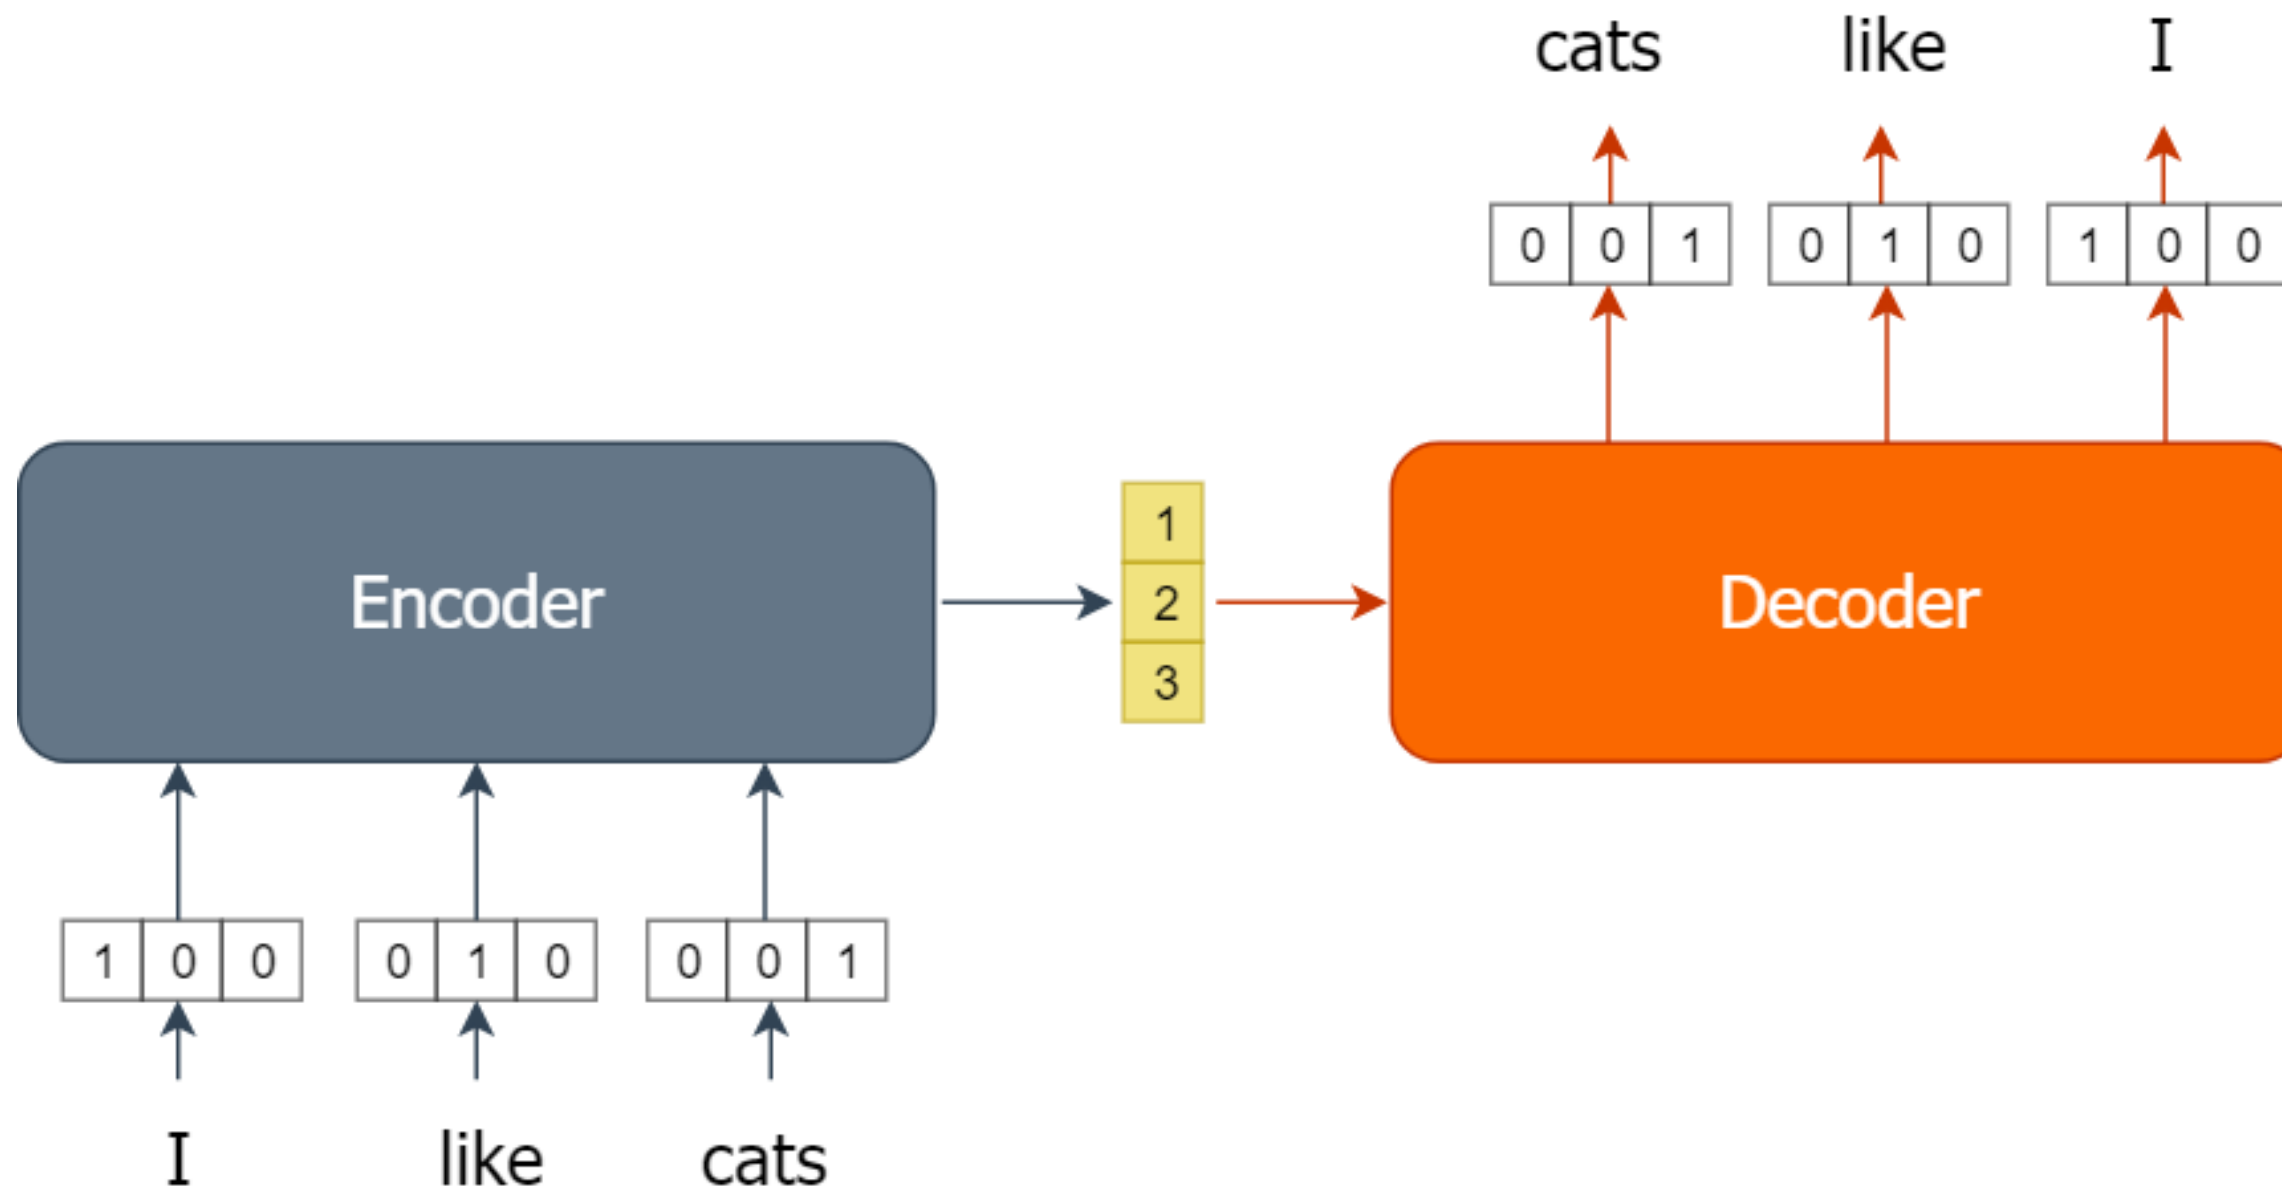 cats like I
0 0 1 0 1 0 1 0 0
1
Encoder 2 Decoder
3
1 0 0 0 1 0 0 0 1
I like cats